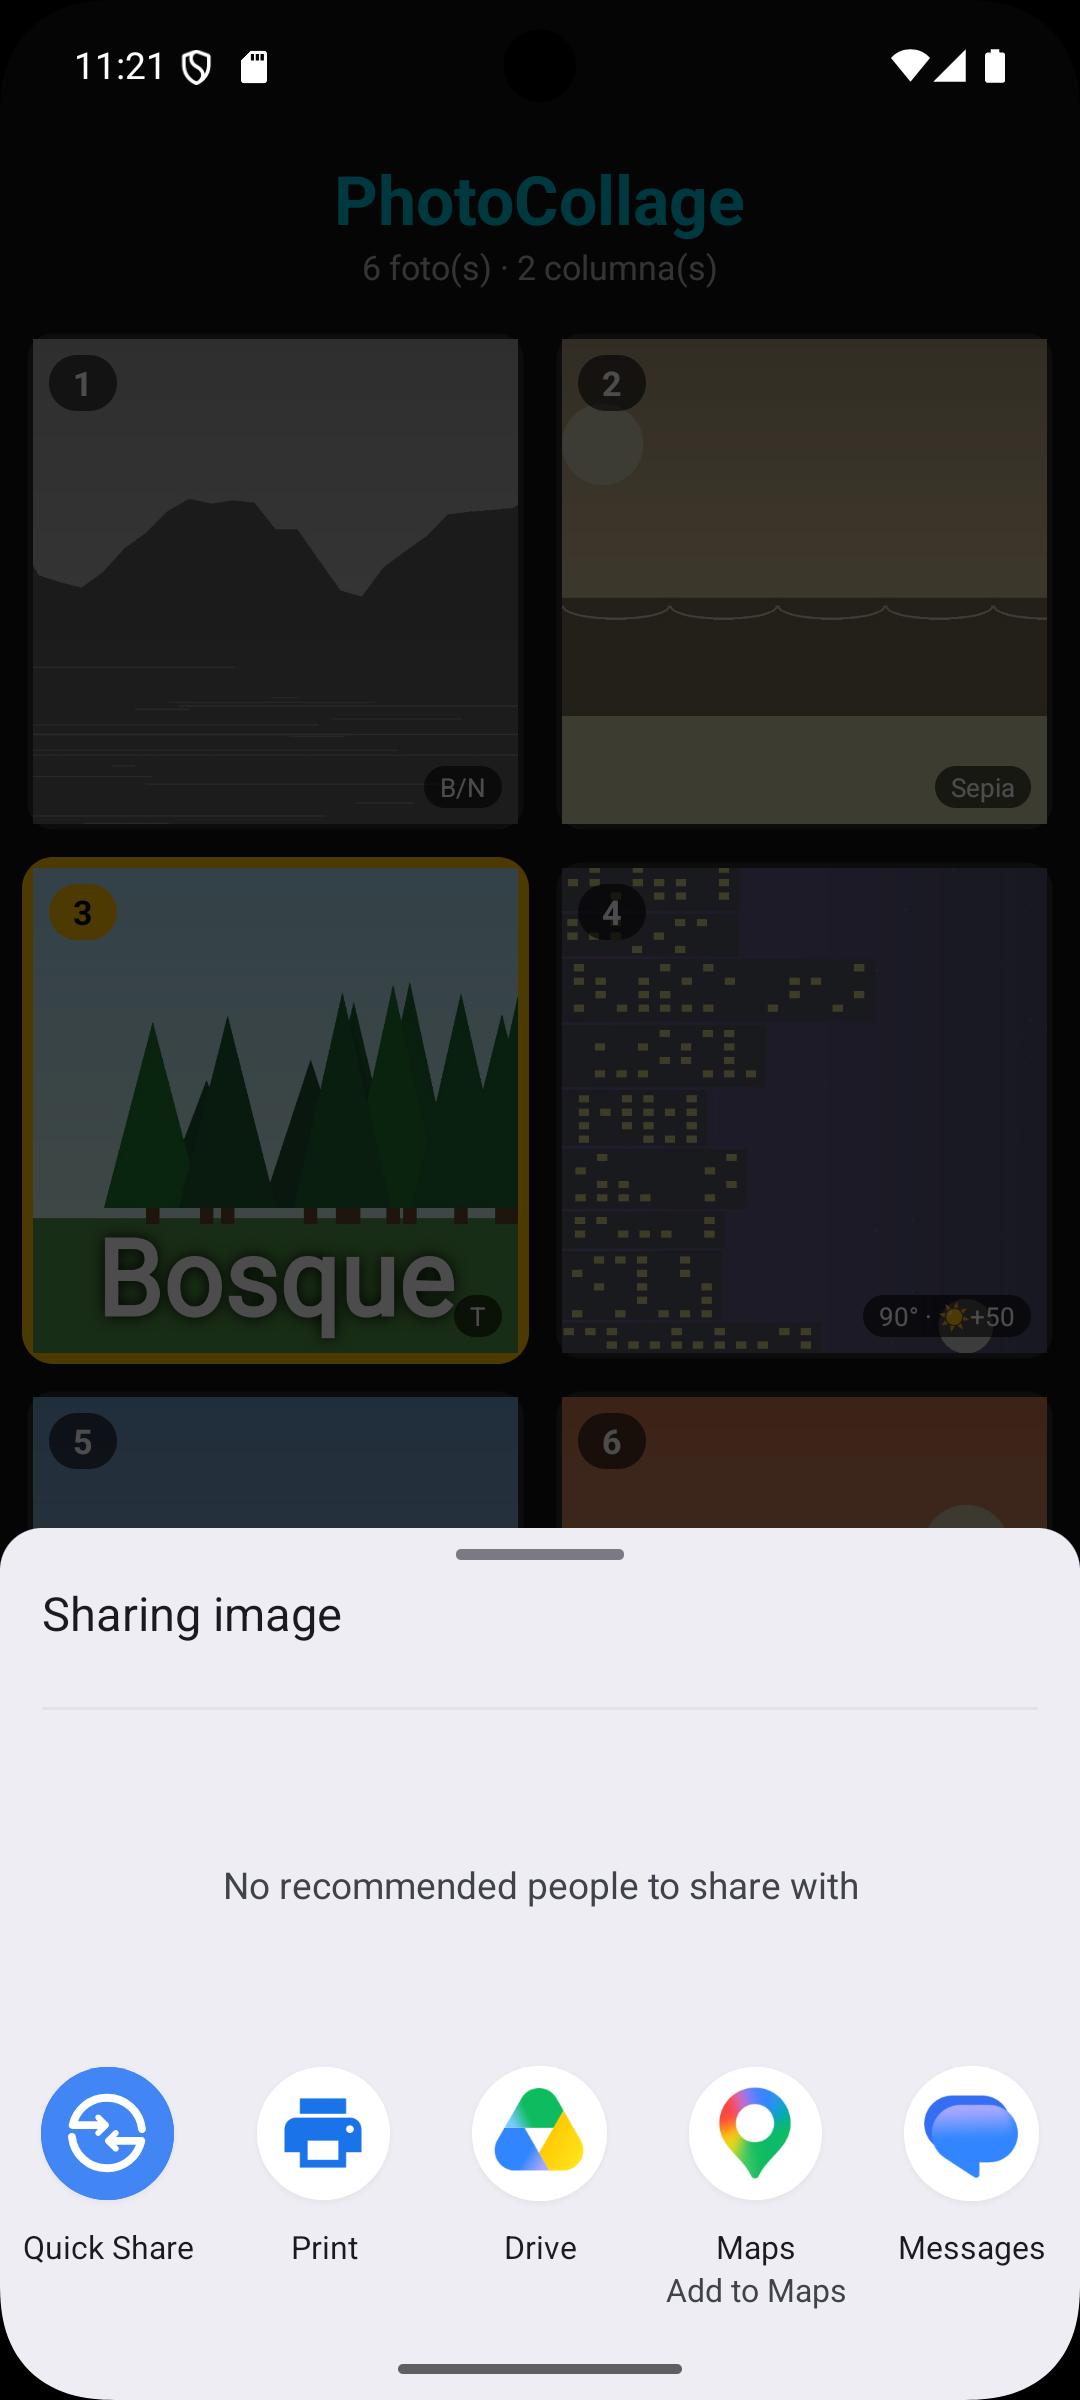 11:21
PhotoCollage
6 foto(s) · 2 columna(s)
1
2
B/N
Sepia
3
4
Bosque
T
90° · ☀️+50
5
6
Sharing image
No recommended people to share with
Quick Share
Print
Drive
Maps
Add to Maps
Messages